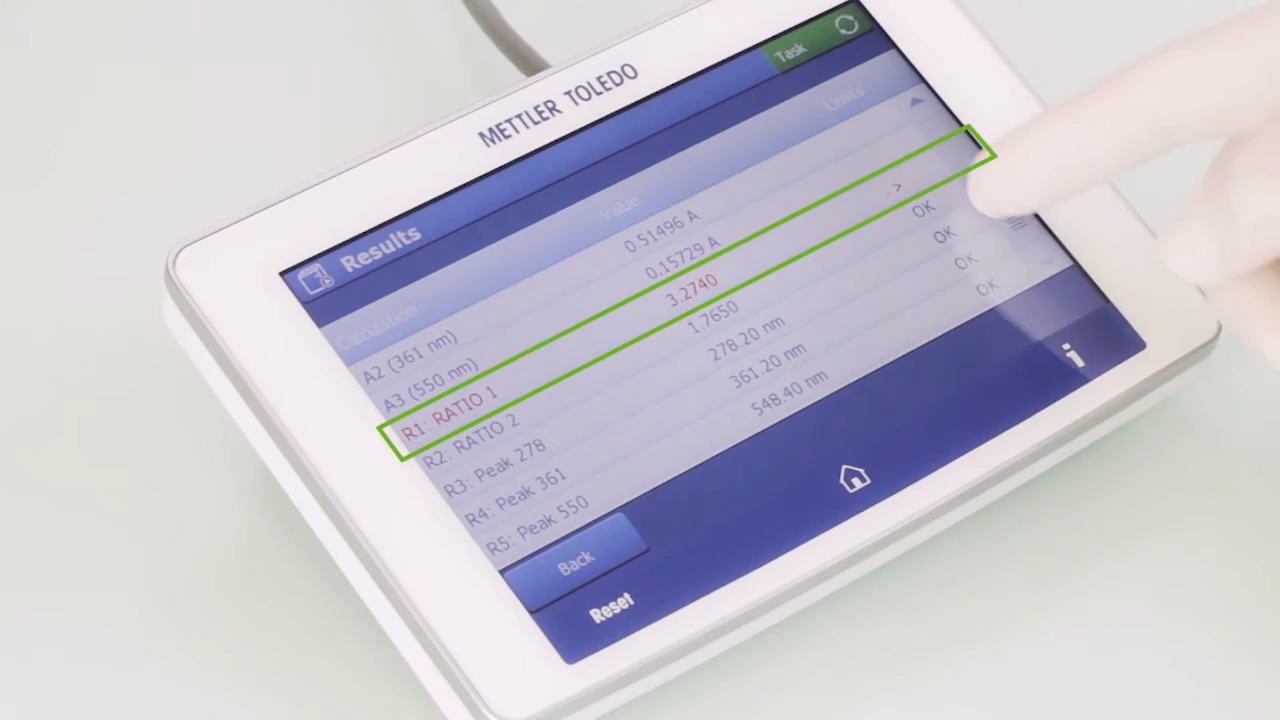 METTLER TOLEDO
Task
Results
Calculation Value Limits
A2 (361 nm) 0.51496 A
A3 (550 nm) 0.15729 A
R1: RATIO 1 3.2740 ->
R2: RATIO 2 1.7650 OK
R3: Peak 278 278.20 nm OK
R4: Peak 361 361.20 nm OK
R5: Peak 550 548.40 nm OK
Back
Reset